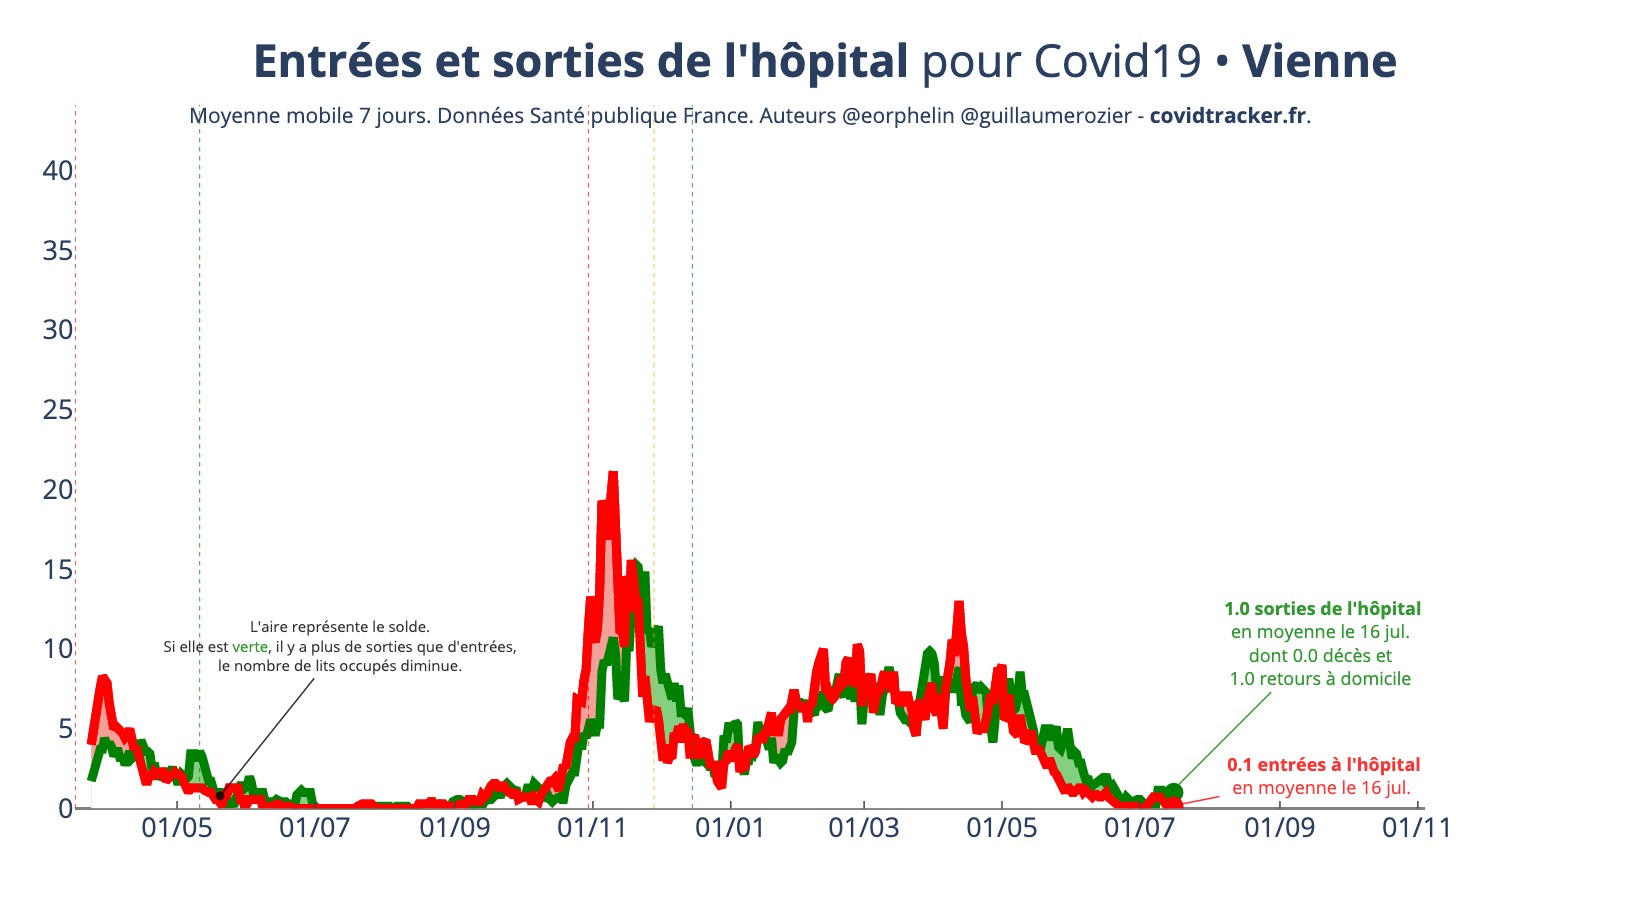 Entrées et sorties de l'hôpital pour Covid19 • Vienne
Moyenne mobile 7 jours. Données Santé publique France. Auteurs @eorphelin @guillaumerozier - covidtracker.fr.
40
35
30
25
20
15
10
5
0
L'aire représente le solde.
Si elle est verte, il y a plus de sorties que d'entrées,
le nombre de lits occupés diminue.
1.0 sorties de l'hôpital
en moyenne le 16 jul.
dont 0.0 décès et
1.0 retours à domicile
0.1 entrées à l'hôpital
en moyenne le 16 jul.
01/05 01/07 01/09 01/11 01/01 01/03 01/05 01/07 01/09 01/11